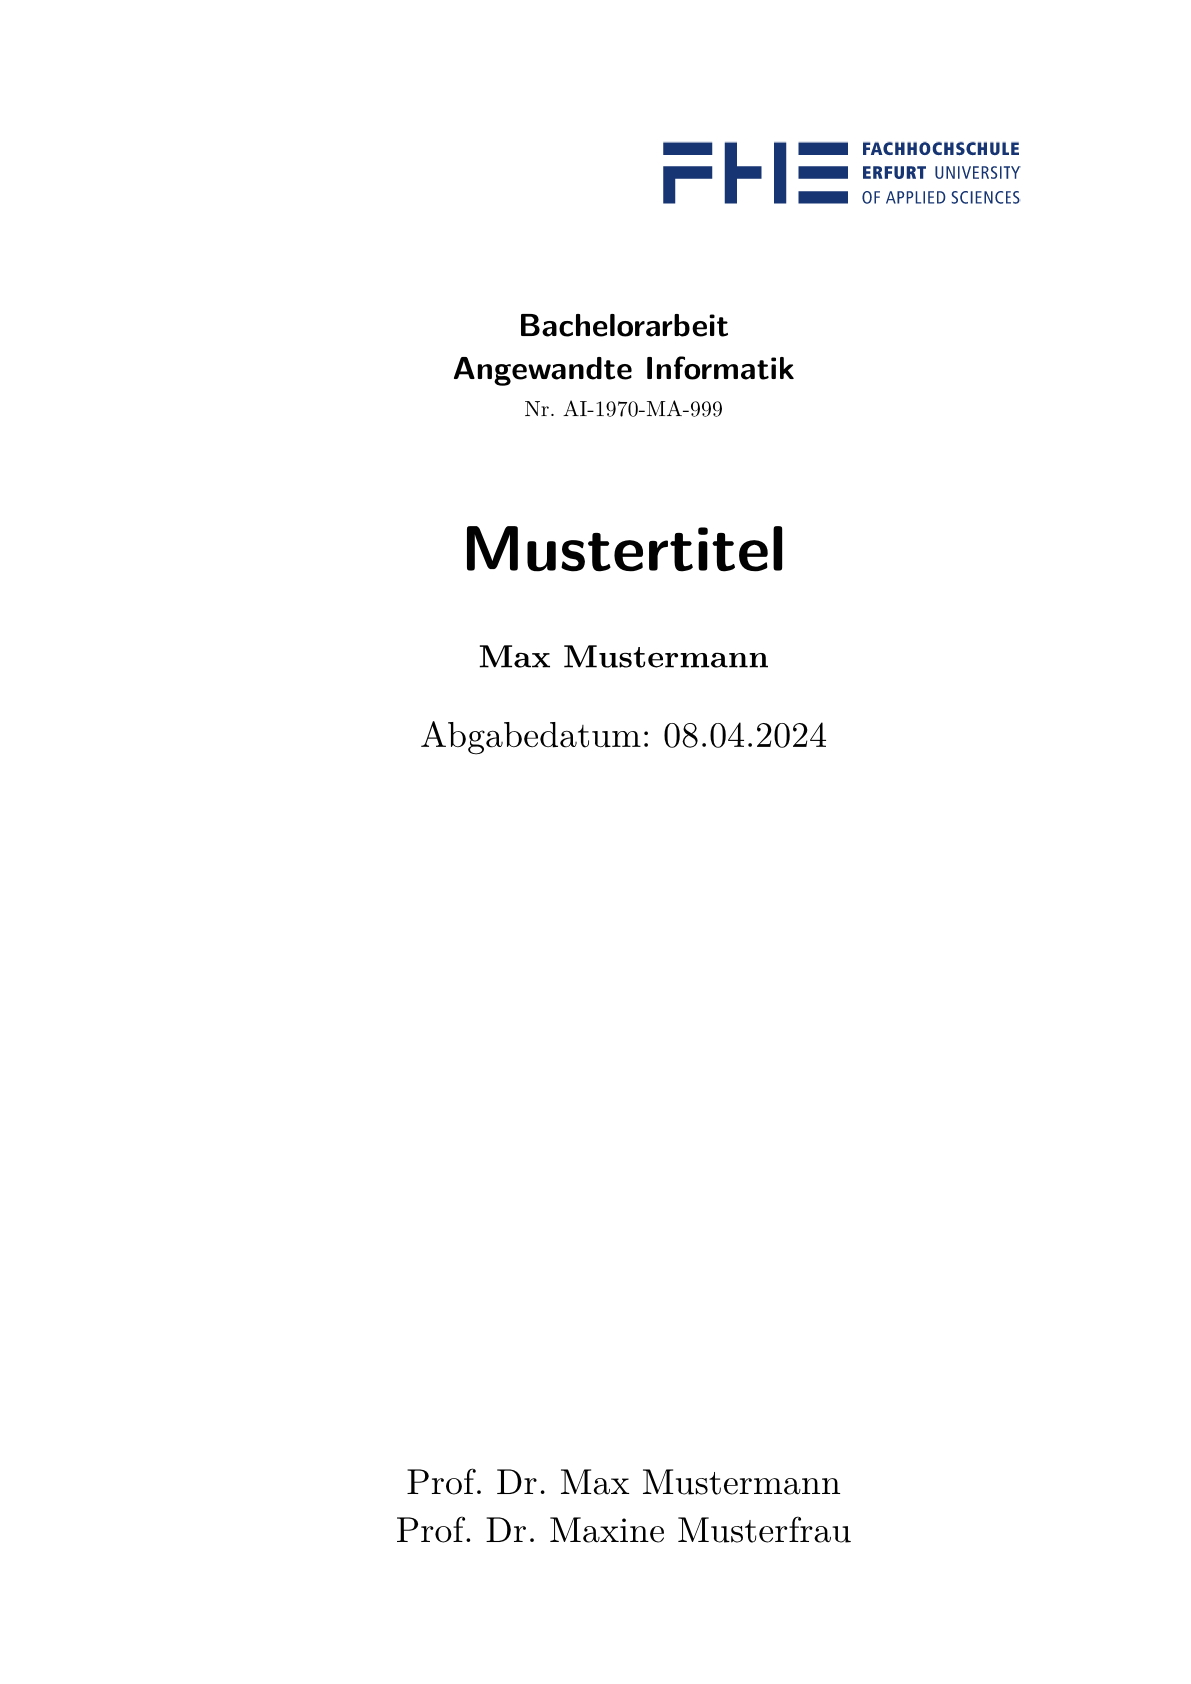 FHE
FACHHOCHSCHULE
ERFURT UNIVERSITY
OF APPLIED SCIENCES
Bachelorarbeit
Angewandte Informatik
Nr. AI-1970-MA-999
Mustertitel
Max Mustermann
Abgabedatum: 08.04.2024
Prof. Dr. Max Mustermann
Prof. Dr. Maxine Musterfrau